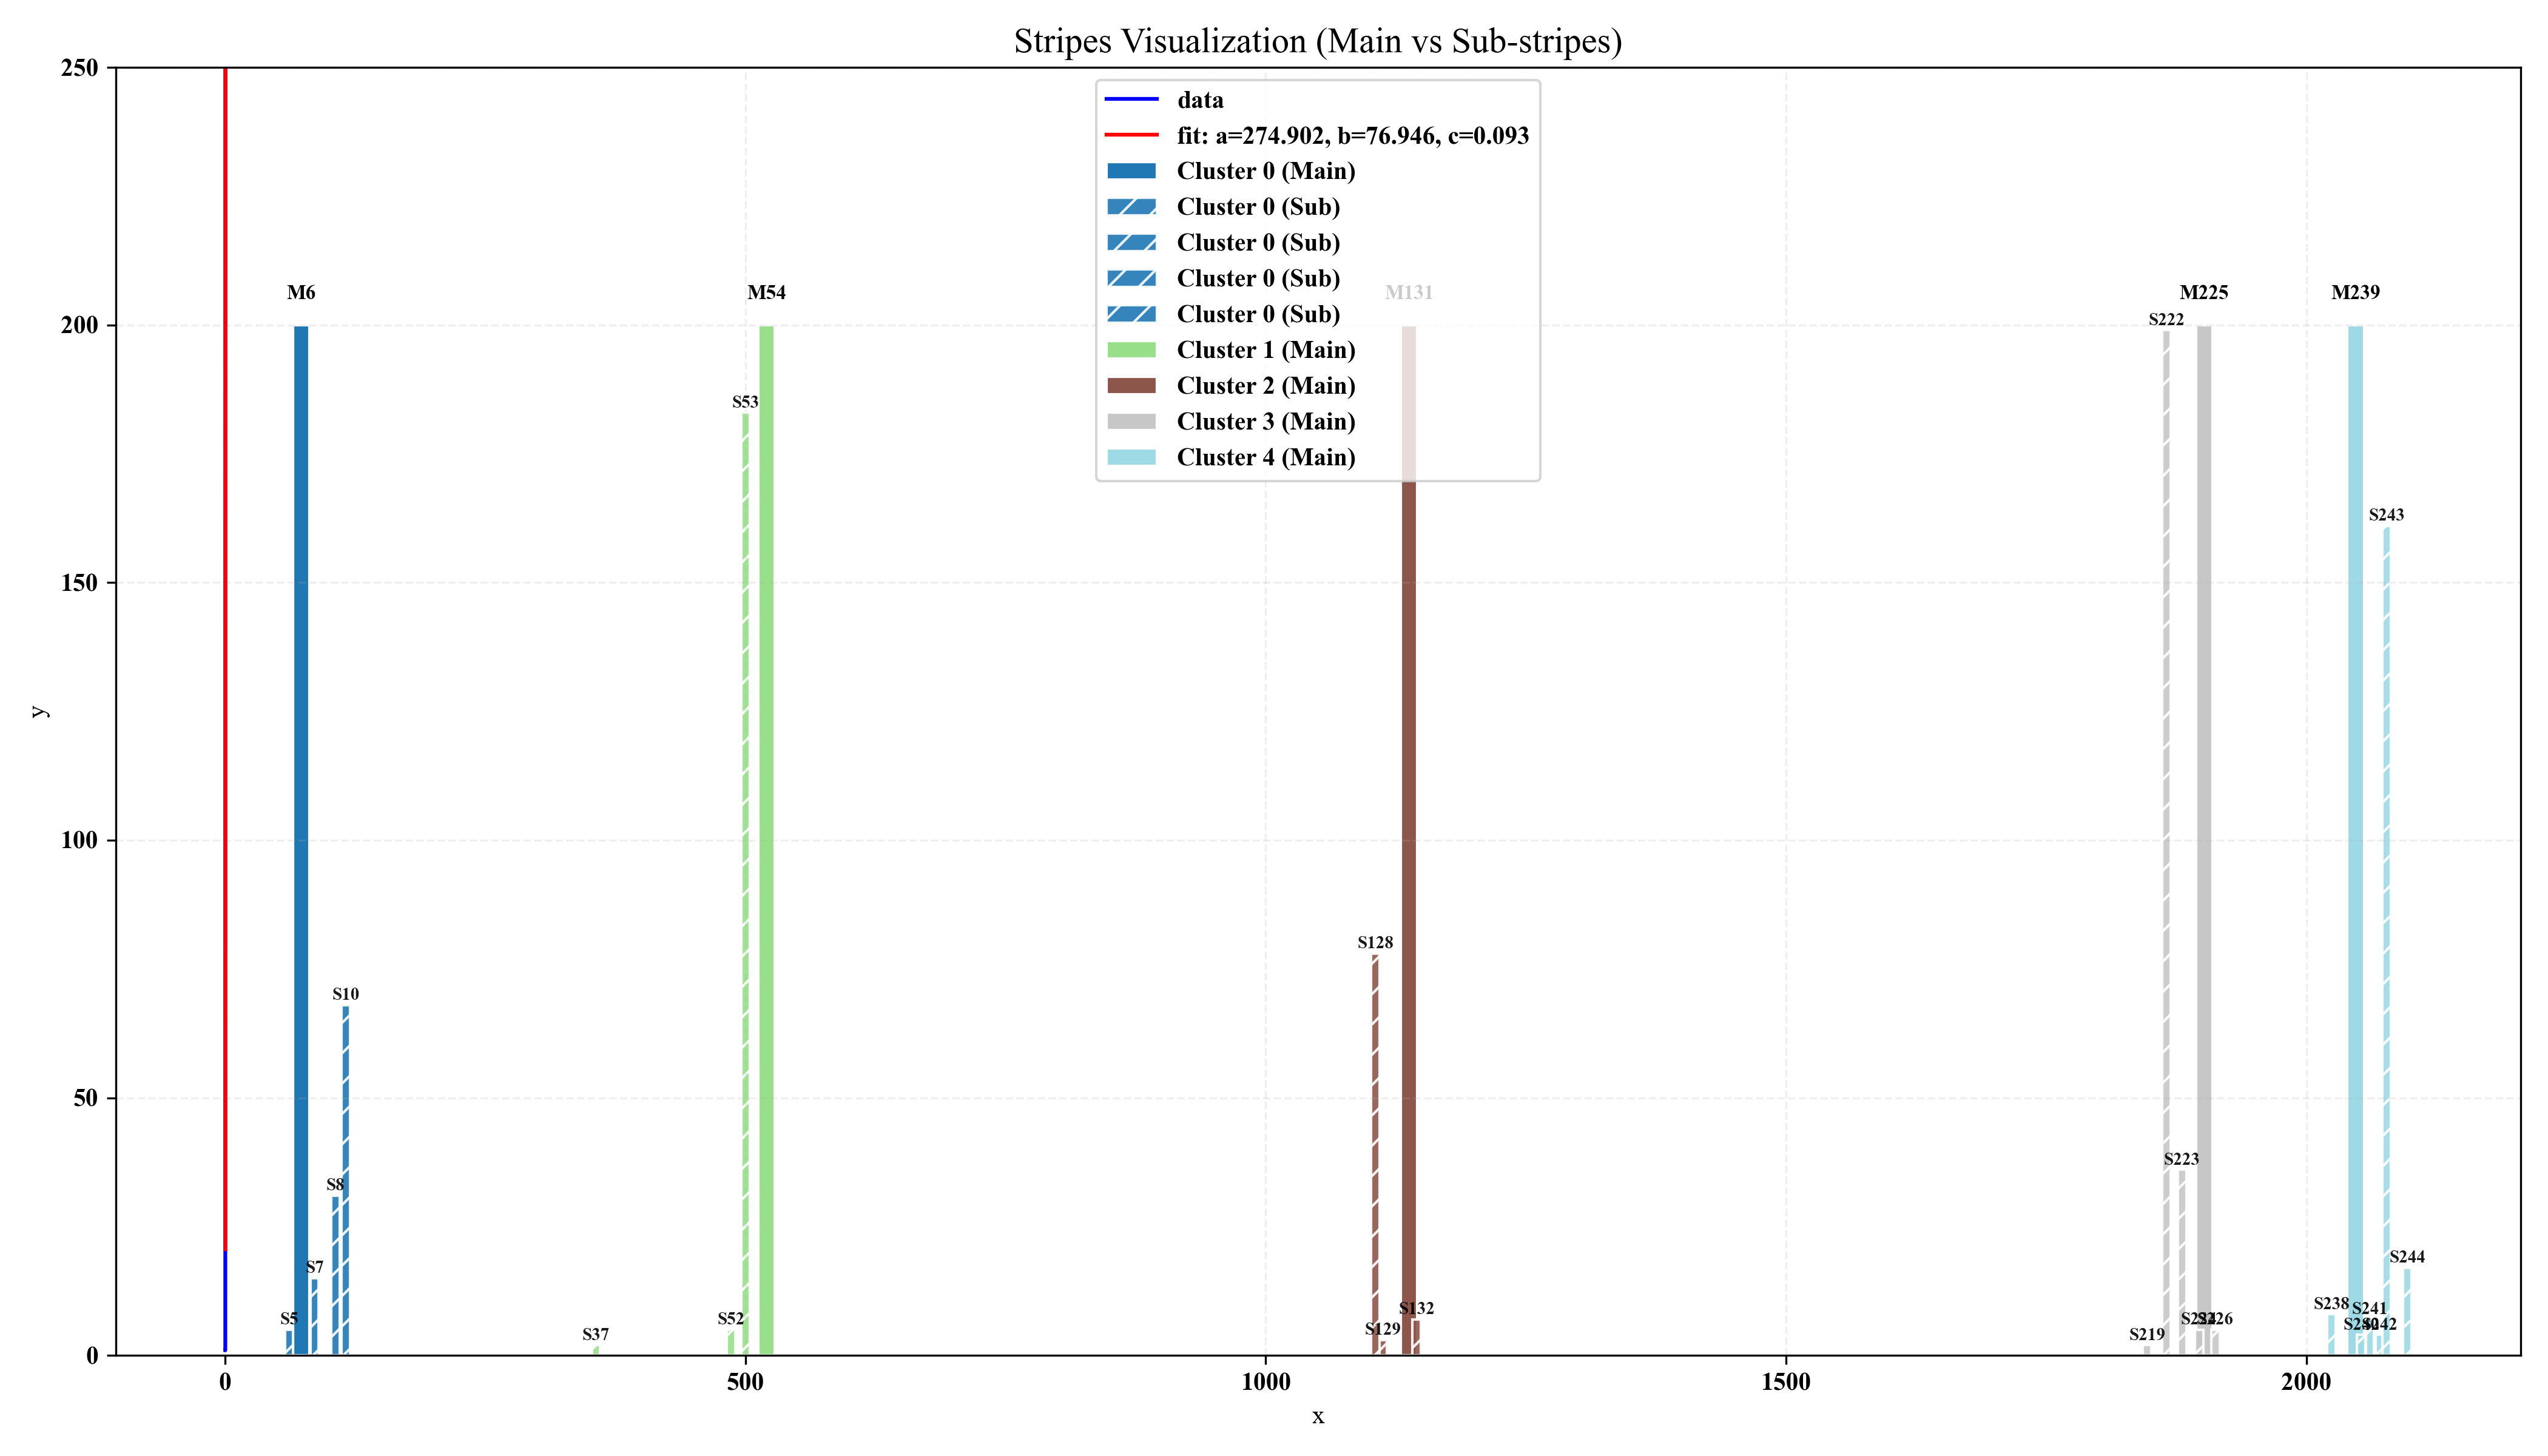 Stripes Visualization (Main vs Sub-stripes)
250
200
150
100
50
0
y
data
fit: a=274.902, b=76.946, c=0.093
Cluster 0 (Main)
Cluster 0 (Sub)
Cluster 0 (Sub)
Cluster 0 (Sub)
Cluster 0 (Sub)
Cluster 1 (Main)
Cluster 2 (Main)
Cluster 3 (Main)
Cluster 4 (Main)
M6
M54
M131
M225
M239
S222
S53
S243
S128
S10
S223
S8
S7
S244
S5
S37
S52
S129
S132
S219
S226
S238
S241
S242
0
500
1000
1500
2000
x